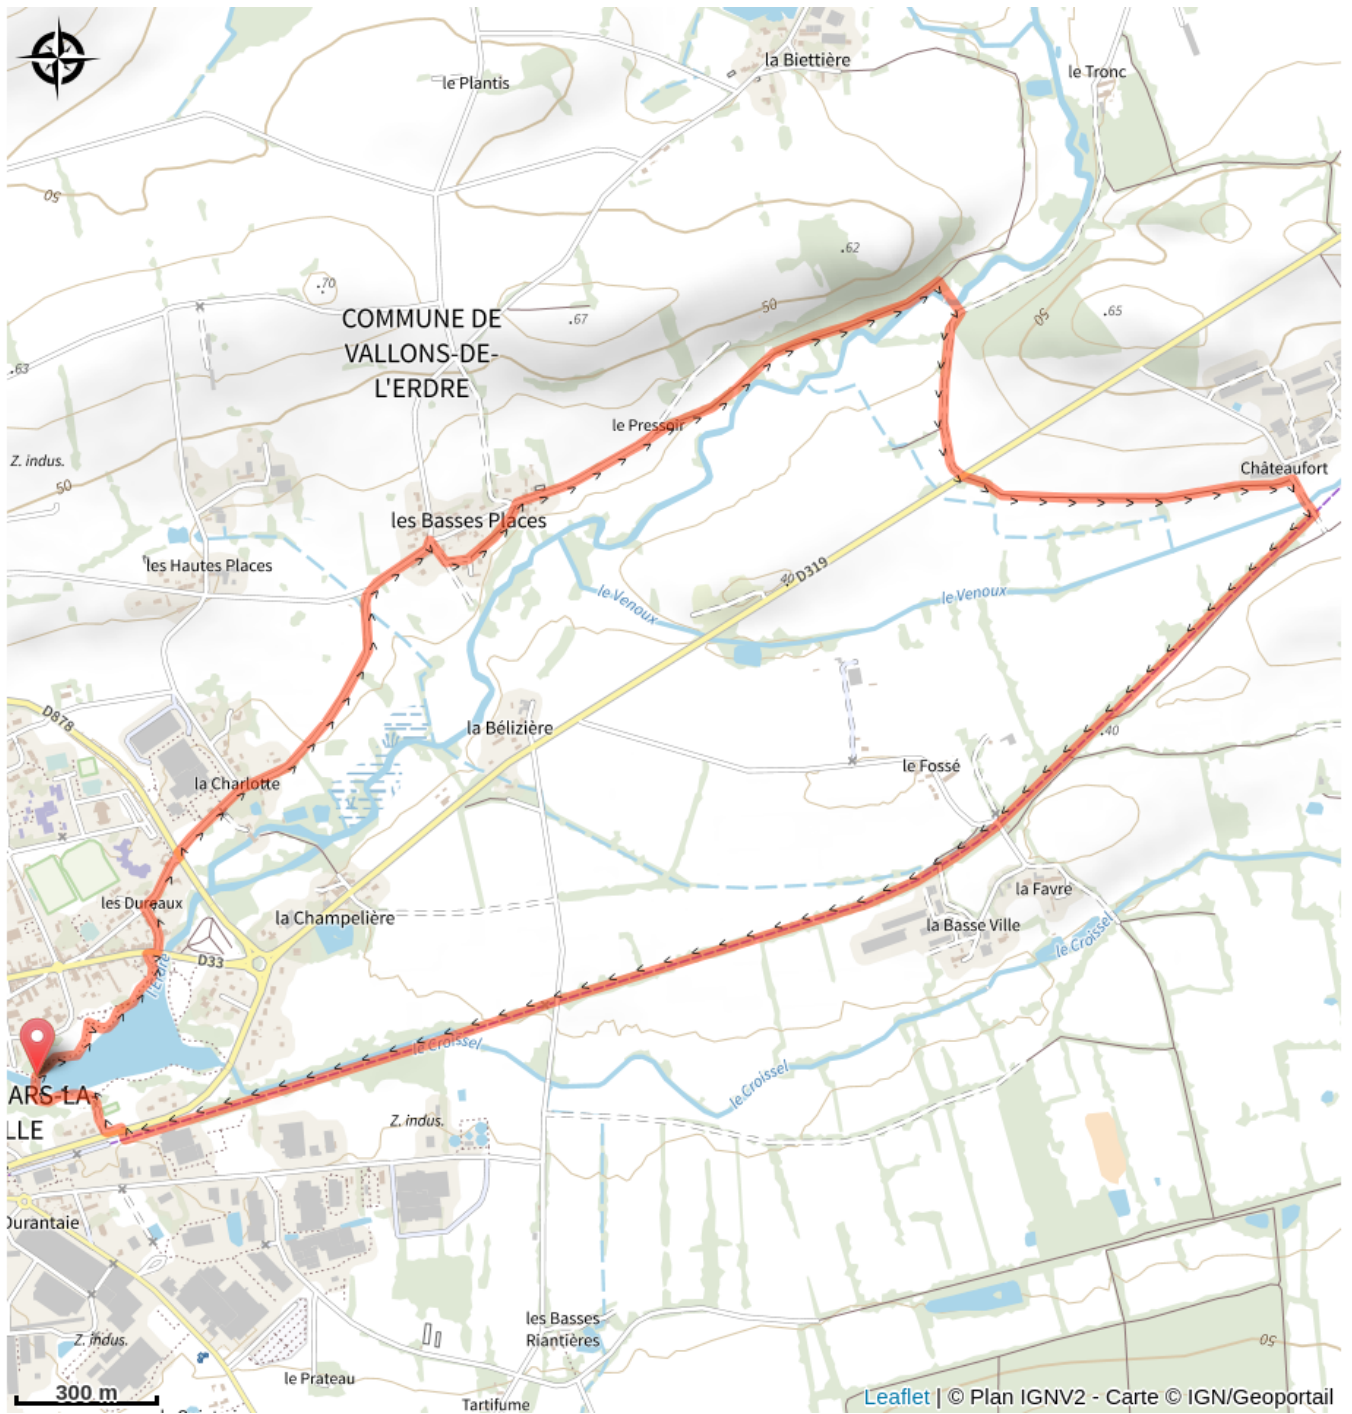 la Biettière
le Tronc
le Plantis
50
.62
.70
50
.65
.67
50
COMMUNE DE
VALLONS-DE-
L'ERDRE
.63
le Pressoir
Z. indus.
Châteaufort
50
les Basses Places
les Hautes Places
40
D319
le Venoux
le Venoux
D878
la Bélizière
.40
le Fossé
la Charlotte
la Favre
les Dureaux
la Champelière
la Basse Ville
le Croissel
D33
l'Erdre
le Croissel
le Croissel
ARS-LA-
LLE
Z. indus.
Durantaie
les Basses
Riantières
Z. indus.
50
le Prateau
300 m
Tartifume
Leaflet | © Plan IGNV2 - Carte © IGN/Geoportail